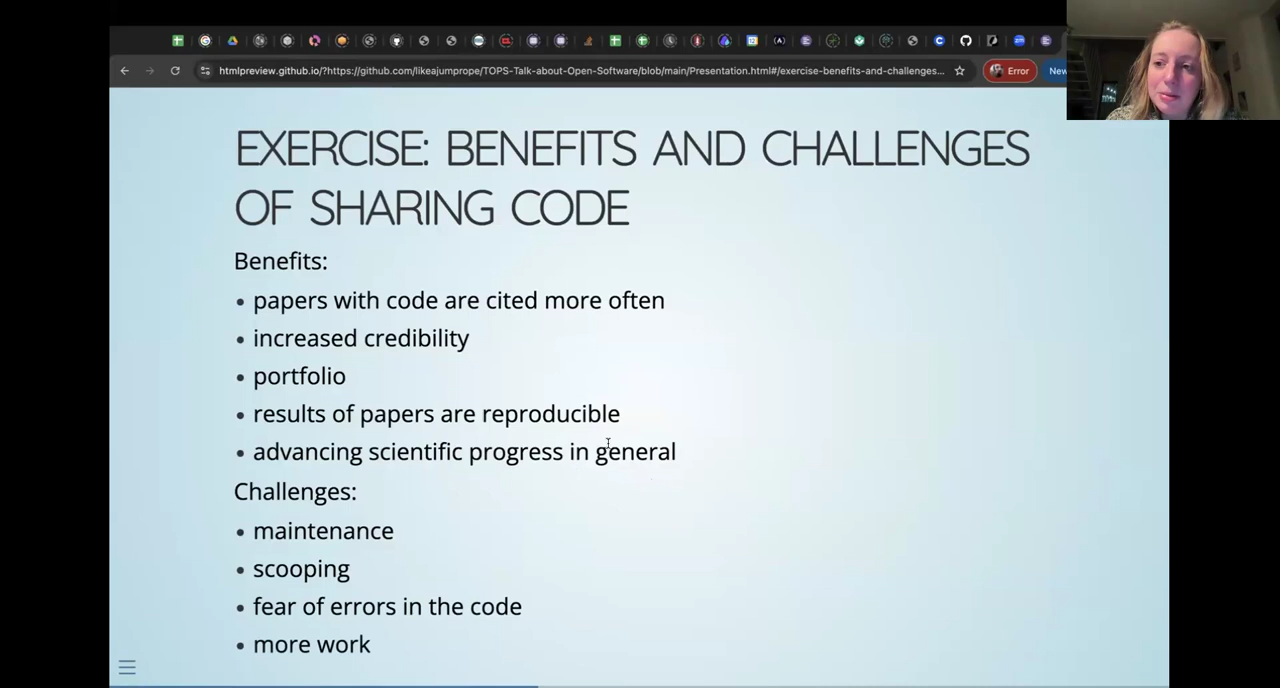 htmlpreview.github.io/?https://github.com/likeajumprope/TOPS-Talk-about-Open-Software/blob/main/Presentation.html#/exercise-benefits-and-challenges...
Error
New
EXERCISE: BENEFITS AND CHALLENGES
OF SHARING CODE
Benefits:
• papers with code are cited more often
• increased credibility
• portfolio
• results of papers are reproducible
• advancing scientific progress in general
Challenges:
• maintenance
• scooping
• fear of errors in the code
• more work